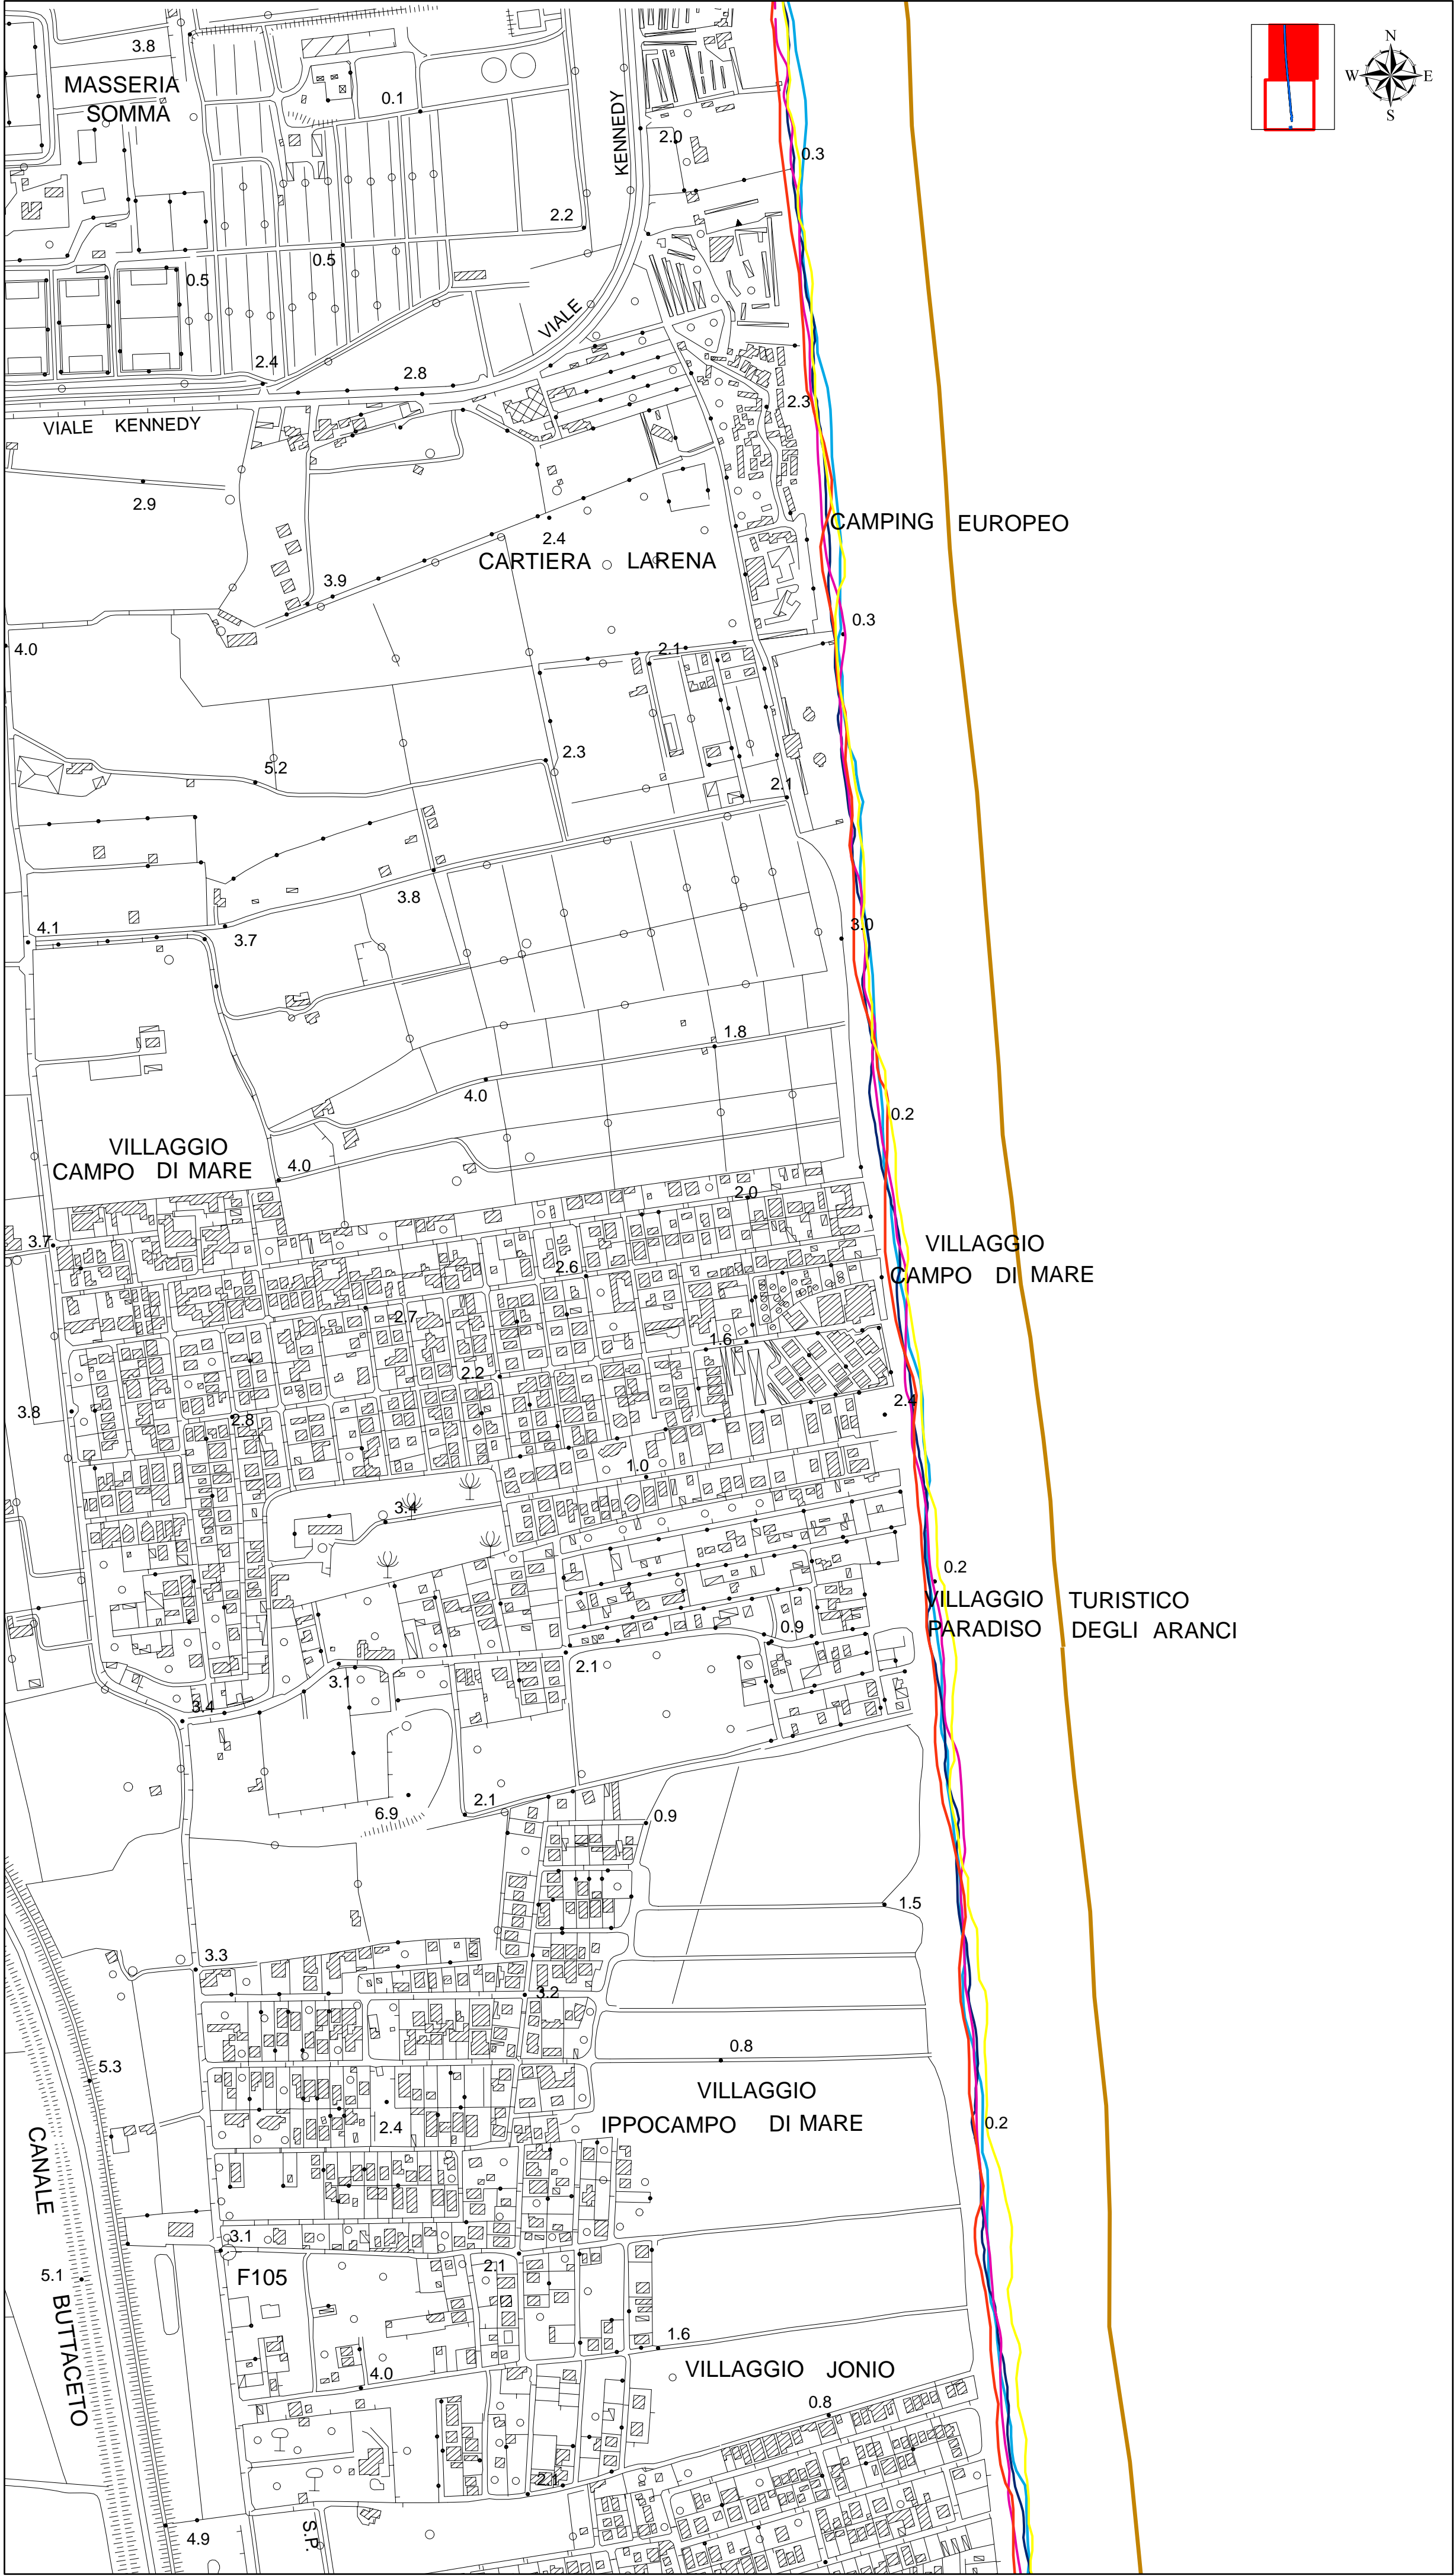 N
W E
S
3.8
MASSERIA
SOMMA
0.1
KENNEDY
2.0
0.3
2.2
0.5
0.5
VIALE
2.4
2.8
2.3
VIALE KENNEDY
2.9
CAMPING EUROPEO
2.4
CARTIERA LARENA
3.9
0.3
4.0
2.1
2.3
5.2
2.1
3.8
3.0
4.1
3.7
1.8
4.0
0.2
VILLAGGIO
CAMPO DI MARE
4.0
2.0
3.7
VILLAGGIO
CAMPO DI MARE
2.6
2.7
1.6
2.2
2.4
3.8
2.8
1.0
3.4
0.2
VILLAGGIO TURISTICO
PARADISO DEGLI ARANCI
0.9
2.1
3.1
3.4
2.1
6.9
0.9
1.5
3.3
3.2
0.8
5.3
VILLAGGIO
IPPOCAMPO DI MARE
2.4
0.2
CANALE
3.1
2.1
F105
5.1
BUTTACETO
1.6
VILLAGGIO JONIO
4.0
0.8
2.1
4.9
S.P.